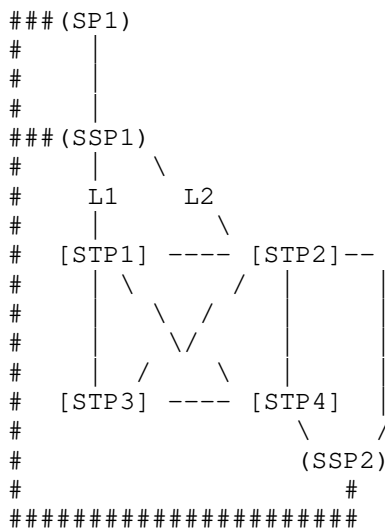 (SP1)
(SSP1)
L1 L2
[STP1] ---- [STP2]--
[STP3] ---- [STP4]
(SSP2)